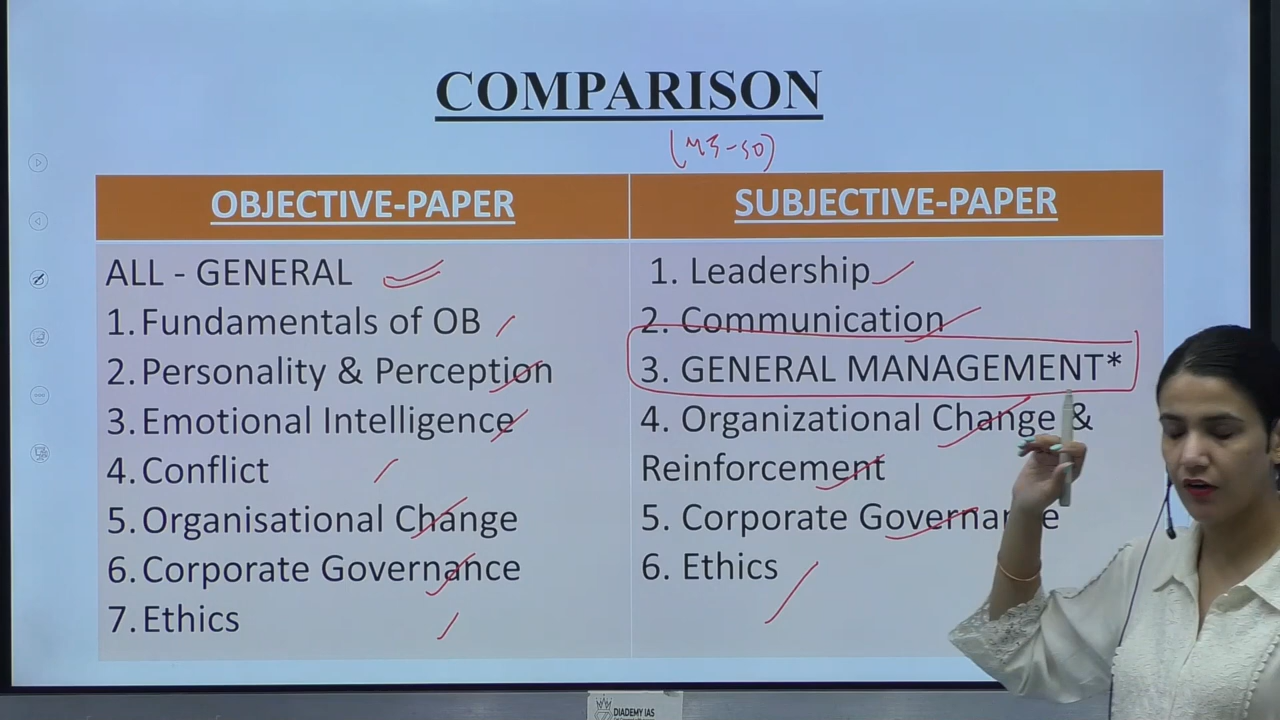 COMPARISON
(45-50)
OBJECTIVE-PAPER
ALL - GENERAL
1. Fundamentals of OB
2. Personality & Perception
3. Emotional Intelligence
4. Conflict
5. Organisational Change
6. Corporate Governance
7. Ethics
SUBJECTIVE-PAPER
1. Leadership
2. Communication
3. GENERAL MANAGEMENT*
4. Organizational Change &
Reinforcement
5. Corporate Governance
6. Ethics
DIADEMY IAS